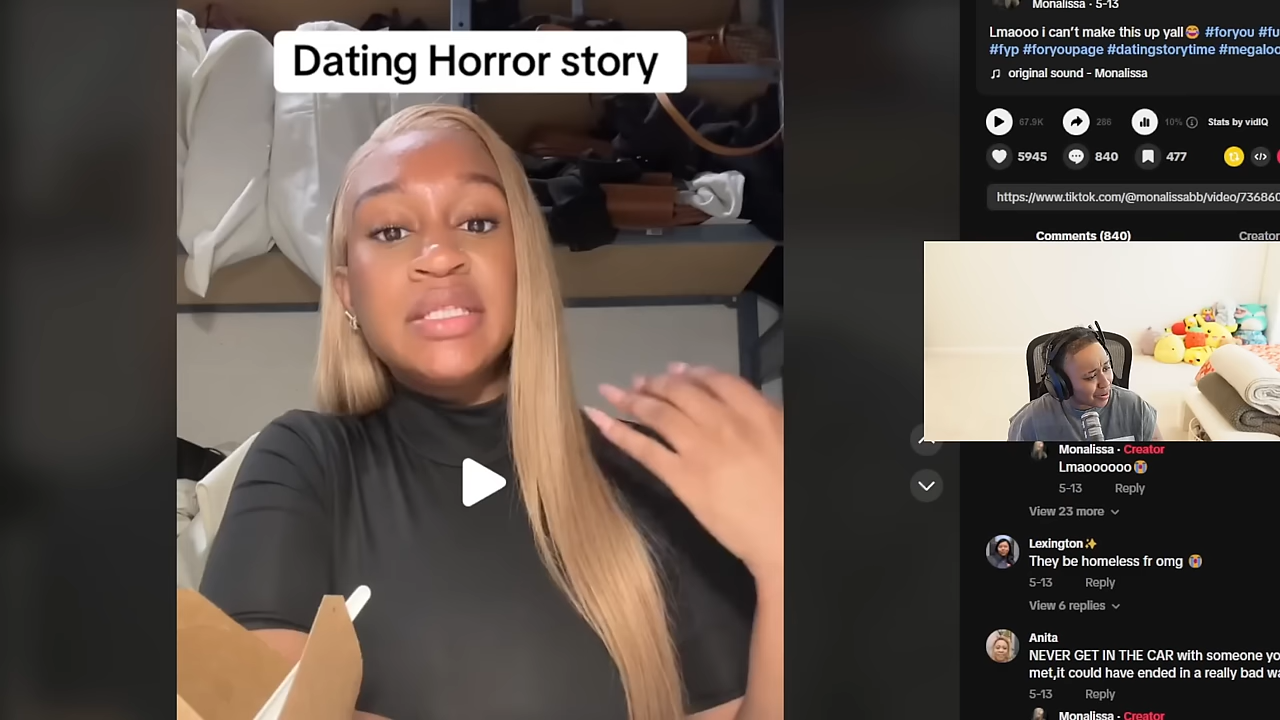 Dating Horror story
Monalissa · 5-13
Lmaooo i can't make this up yall😂 #foryou #fu
#fyp #foryoupage #datingstorytime #megaloo
♫ original sound - Monalissa
67.9K 286 10% Stats by vidIQ
5945 840 477
https://www.tiktok.com/@monalissabb/video/73686
Comments (840) Creator
Monalissa · Creator
Lmaoooooo😭
5-13 Reply
View 23 more
Lexington✨
They be homeless fr omg 😭
5-13 Reply
View 6 replies
Anita
NEVER GET IN THE CAR with someone yo
met,it could have ended in a really bad wa
5-13 Reply
Monalissa · Creator